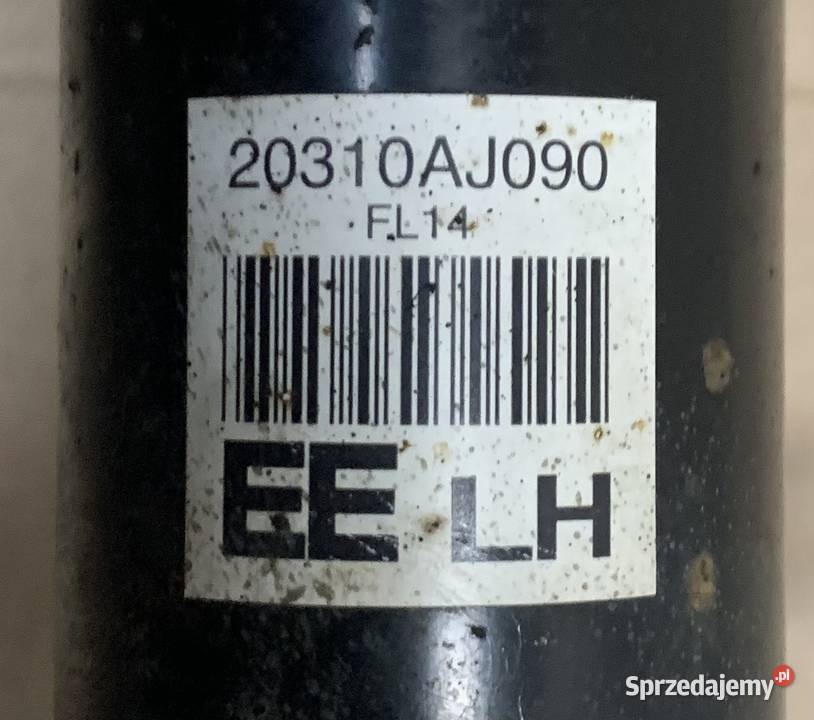 20310AJ090
FL14
EE LH
Sprzedajemy.pl